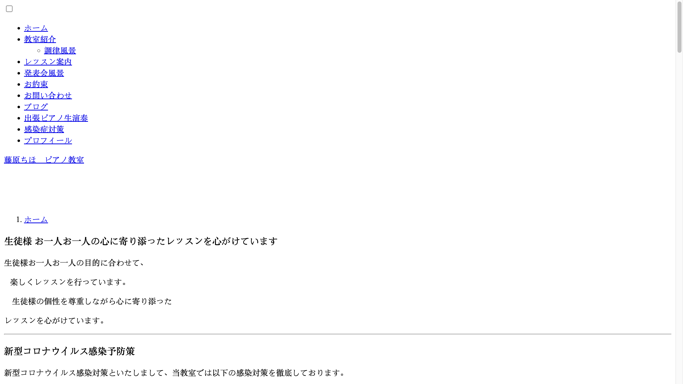 ホーム
教室紹介
調律風景
レッスン案内
発表会風景
お約束
お問い合わせ
ブログ
出張ピアノ生演奏
感染症対策
プロフィール
藤原ちほ　ピアノ教室
1. ホーム
生徒様 お一人お一人の心に寄り添ったレッスンを心がけています
生徒様お一人お一人の目的に合わせて、
楽しくレッスンを行っています。
生徒様の個性を尊重しながら心に寄り添った
レッスンを心がけています。
新型コロナウイルス感染予防策
新型コロナウイルス感染対策といたしまして、当教室では以下の感染対策を徹底しております。